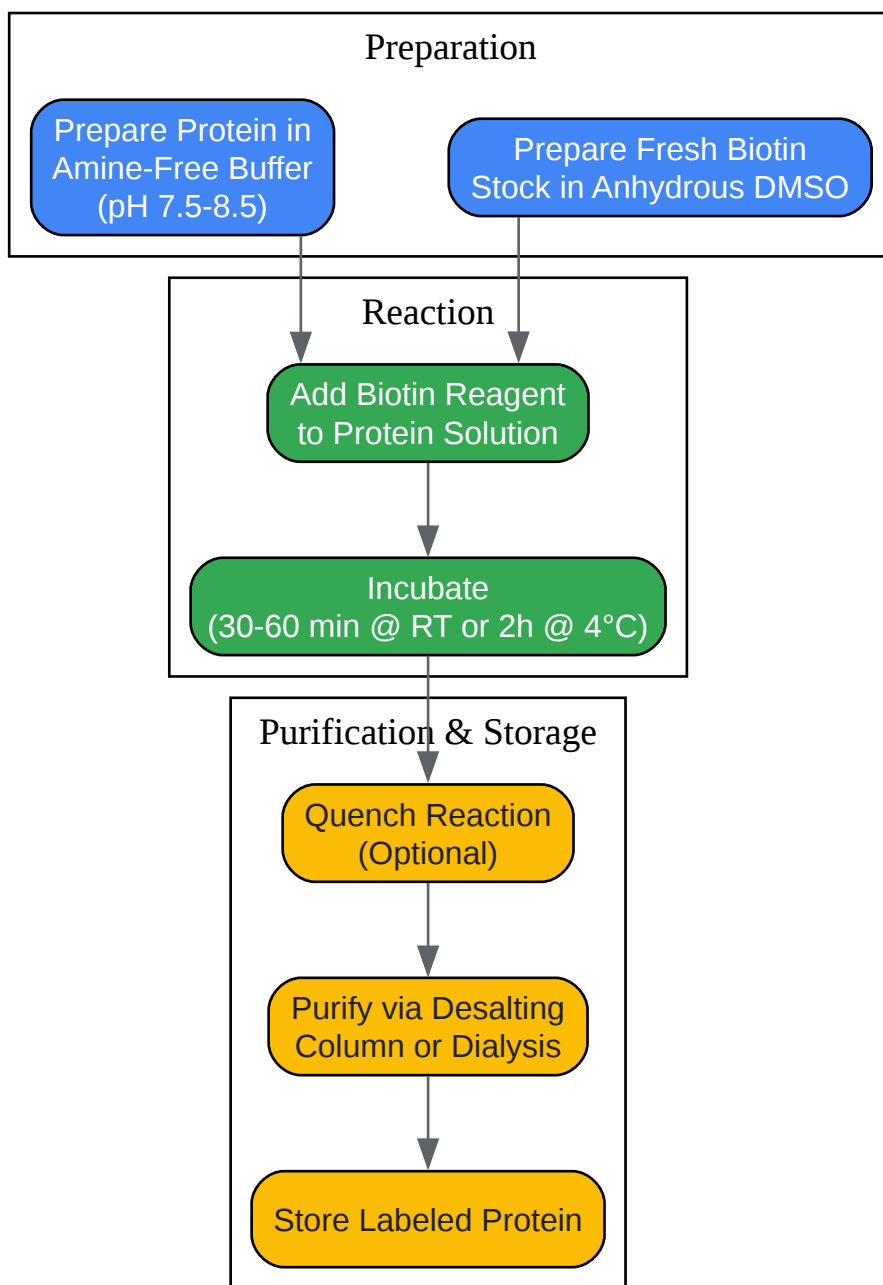 Preparation
Prepare Protein in
Amine-Free Buffer
(pH 7.5-8.5)
Prepare Fresh Biotin
Stock in Anhydrous DMSO
Reaction
Add Biotin Reagent
to Protein Solution
Incubate
(30-60 min @ RT or 2h @ 4°C)
Purification & Storage
Quench Reaction
(Optional)
Purify via Desalting
Column or Dialysis
Store Labeled Protein